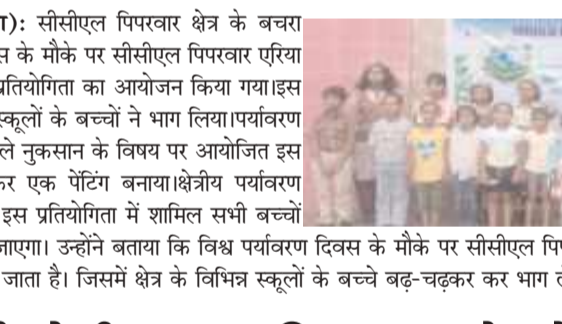 ा): सीसीएल पिपरवार क्षेत्र के बचरा
स के मौके पर सीसीएल पिपरवार एरिया
प्रतियोगिता का आयोजन किया गया।इस
स्कूलों के बच्चों ने भाग लिया।पर्यावरण
ले नुकसान के विषय पर आयोजित इस
कर एक पेंटिंग बनाया।क्षेत्रीय पर्यावरण
इस प्रतियोगिता में शामिल सभी बच्चों
जाएगा। उन्होंने बताया कि विश्व पर्यावरण दिवस के मौके पर सीसीएल पि
जाता है। जिसमें क्षेत्र के विभिन्न स्कूलों के बच्चे बढ़-चढ़कर कर भाग